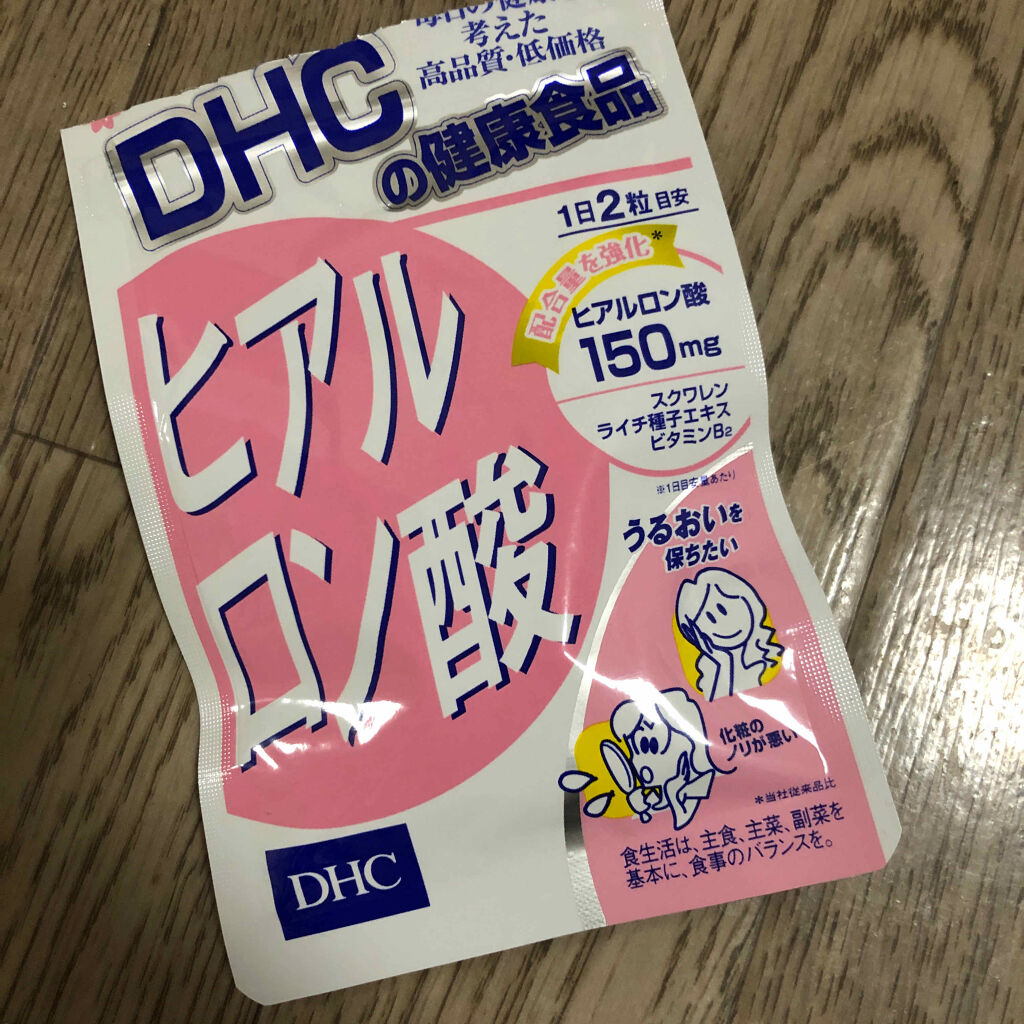 考えた
高品質・低価格
DHC
の健康食品
1日2粒目安
配合量を強化*
ヒアルロン酸
150mg
スクワレン
ライチ種子エキス
ビタミンB2
※1日目安量あたり
ヒアル
ロン酸
うるおいを
保ちたい
化粧の
ノリが悪い
*当社従来品比
食生活は、主食、主菜、副菜を
基本に、食事のバランスを。
DHC